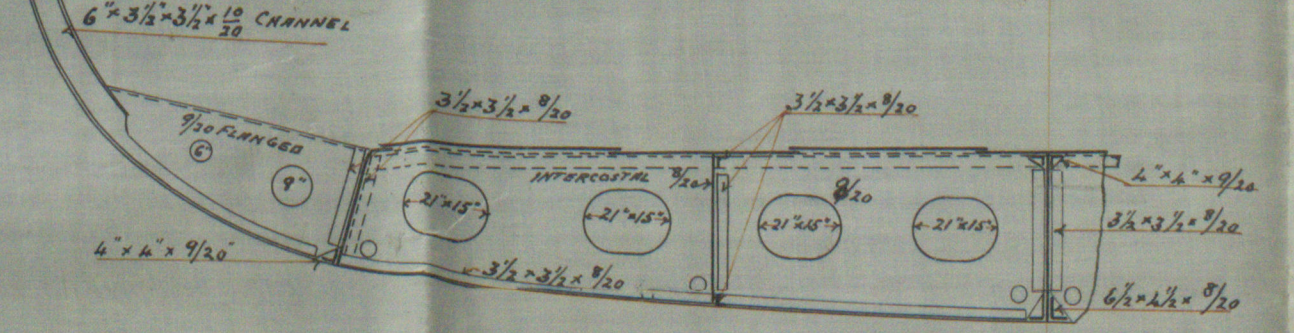 6" × 3½" × 3½" × 10/20 CHANNEL
3½ × 3½ × 8/20
3½ × 3½ × 8/20
9/20 FLANGED
6"
8"
INTERCOSTAL 8/20
8/20
4" × 4" × 9/20
21" × 15"
21" × 15"
21" × 15"
21" × 15"
3½ × 3½ × 8/20
4" × 4" × 9/20"
3½ × 3½ × 8/20
6½ × 4½ × 8/20